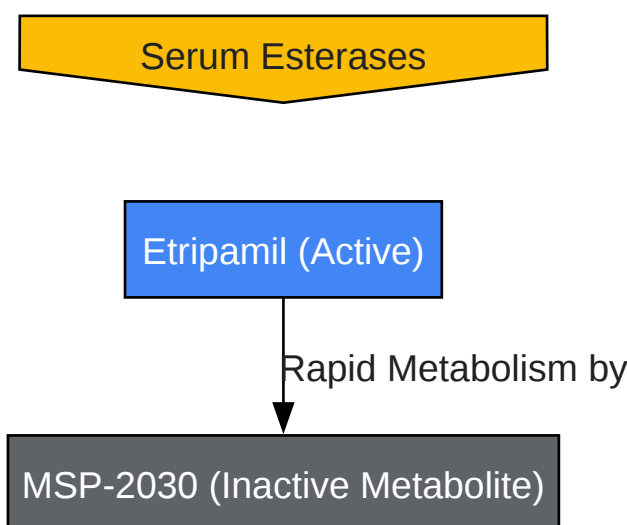 Serum Esterases
Etripamil (Active)
Rapid Metabolism by
MSP-2030 (Inactive Metabolite)